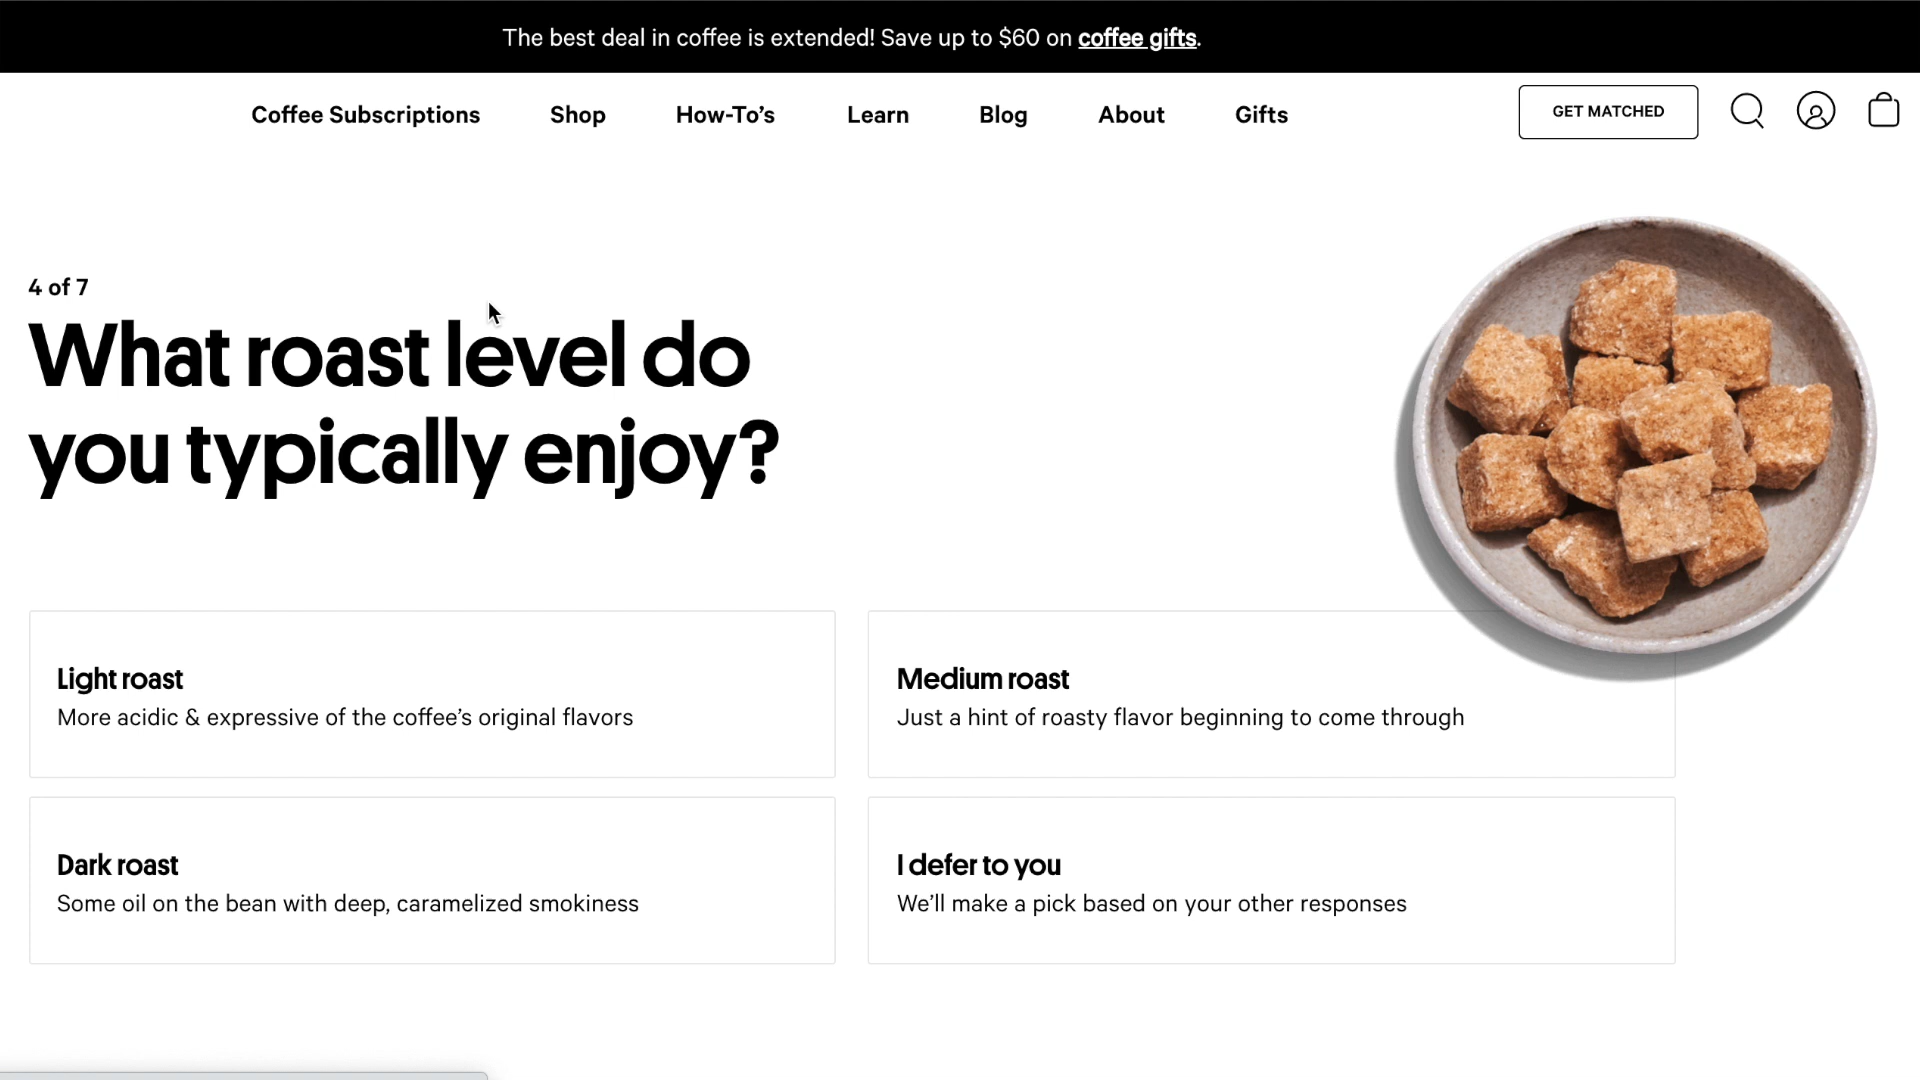 The best deal in coffee is extended! Save up to $60 on coffee gifts.
Coffee Subscriptions Shop How-To’s Learn Blog About Gifts GET MATCHED
4 of 7
What roast level do
you typically enjoy?
Light roast
More acidic & expressive of the coffee’s original flavors
Medium roast
Just a hint of roasty flavor beginning to come through
Dark roast
Some oil on the bean with deep, caramelized smokiness
I defer to you
We’ll make a pick based on your other responses